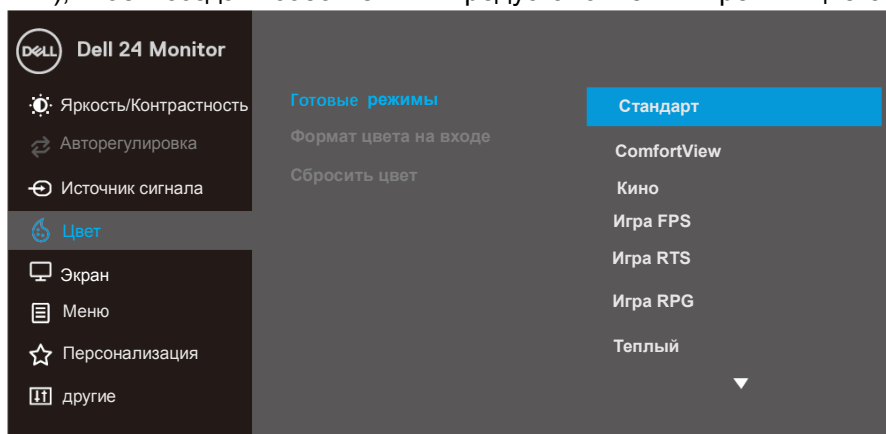 DELL Dell 24 Monitor
Яркость/Контрастность
Авторегулировка
Источник сигнала
Цвет
Экран
Меню
Персонализация
другие
Готовые режимы
Формат цвета на входе
Сбросить цвет
Стандарт
ComfortView
Кино
Игра FPS
Игра RTS
Игра RPG
Теплый